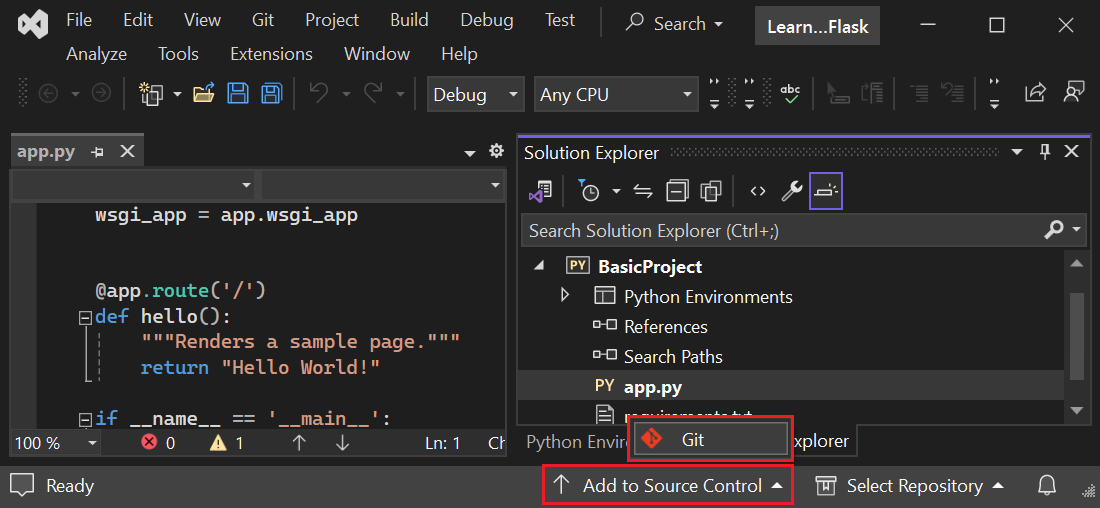 File Edit View Git Project Build Debug Test Search Learn...Flask
Analyze Tools Extensions Window Help
Debug Any CPU abc
app.py
Solution Explorer
Search Solution Explorer (Ctrl+;)
wsgi_app = app.wsgi_app
@app.route('/')
def hello():
"""Renders a sample page."""
return "Hello World!"
if __name__ == '__main__':
100 % 0 1 Ln: 1 Ch
PY BasicProject
Python Environments
References
Search Paths
PY app.py
requirements.txt
Python Envir
xplorer
Git
Ready Add to Source Control Select Repository